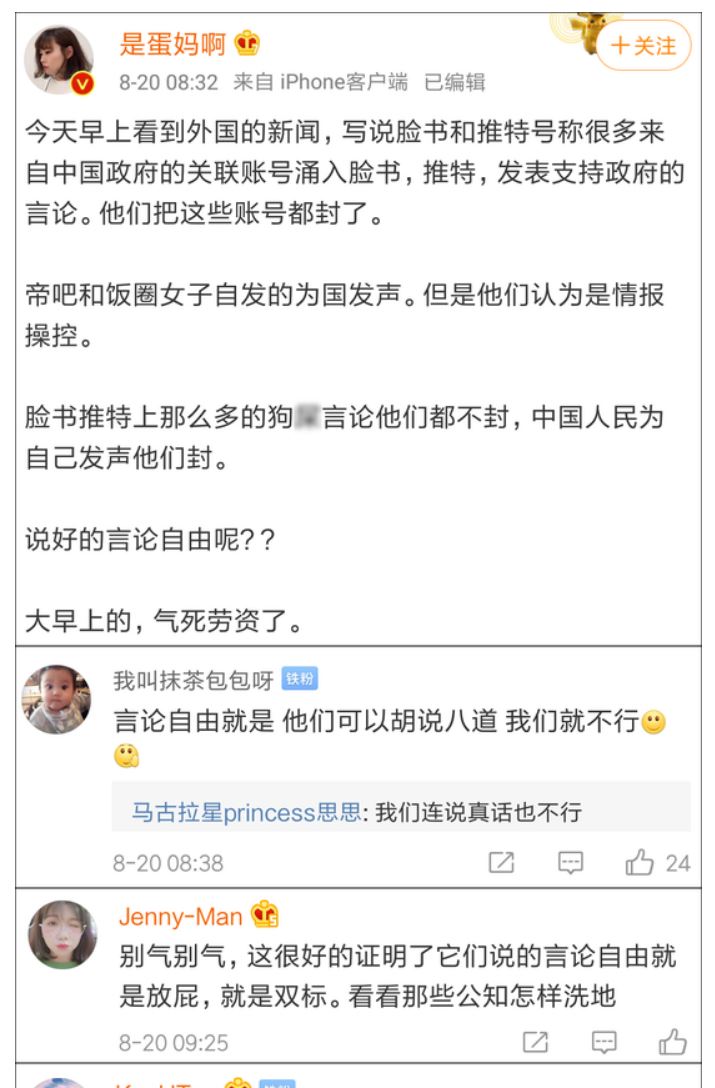 是蛋妈啊
+关注
8-20 08:32 来自 iPhone客户端 已编辑
今天早上看到外国的新闻，写说脸书和推特号称很多来
自中国政府的关联账号涌入脸书，推特，发表支持政府的
言论。他们把这些账号都封了。
帝吧和饭圈女子自发的为国发声。但是他们认为是情报
操控。
脸书推特上那么多的狗 言论他们都不封，中国人民为
自己发声他们封。
说好的言论自由呢？？
大早上的，气死劳资了。
我叫抹茶包包呀 铁粉
言论自由就是 他们可以胡说八道 我们就不行
马古拉星princess思思: 我们连说真话也不行
8-20 08:38
24
Jenny-Man
别气别气，这很好的证明了它们说的言论自由就
是放屁，就是双标。看看那些公知怎样洗地
8-20 09:25